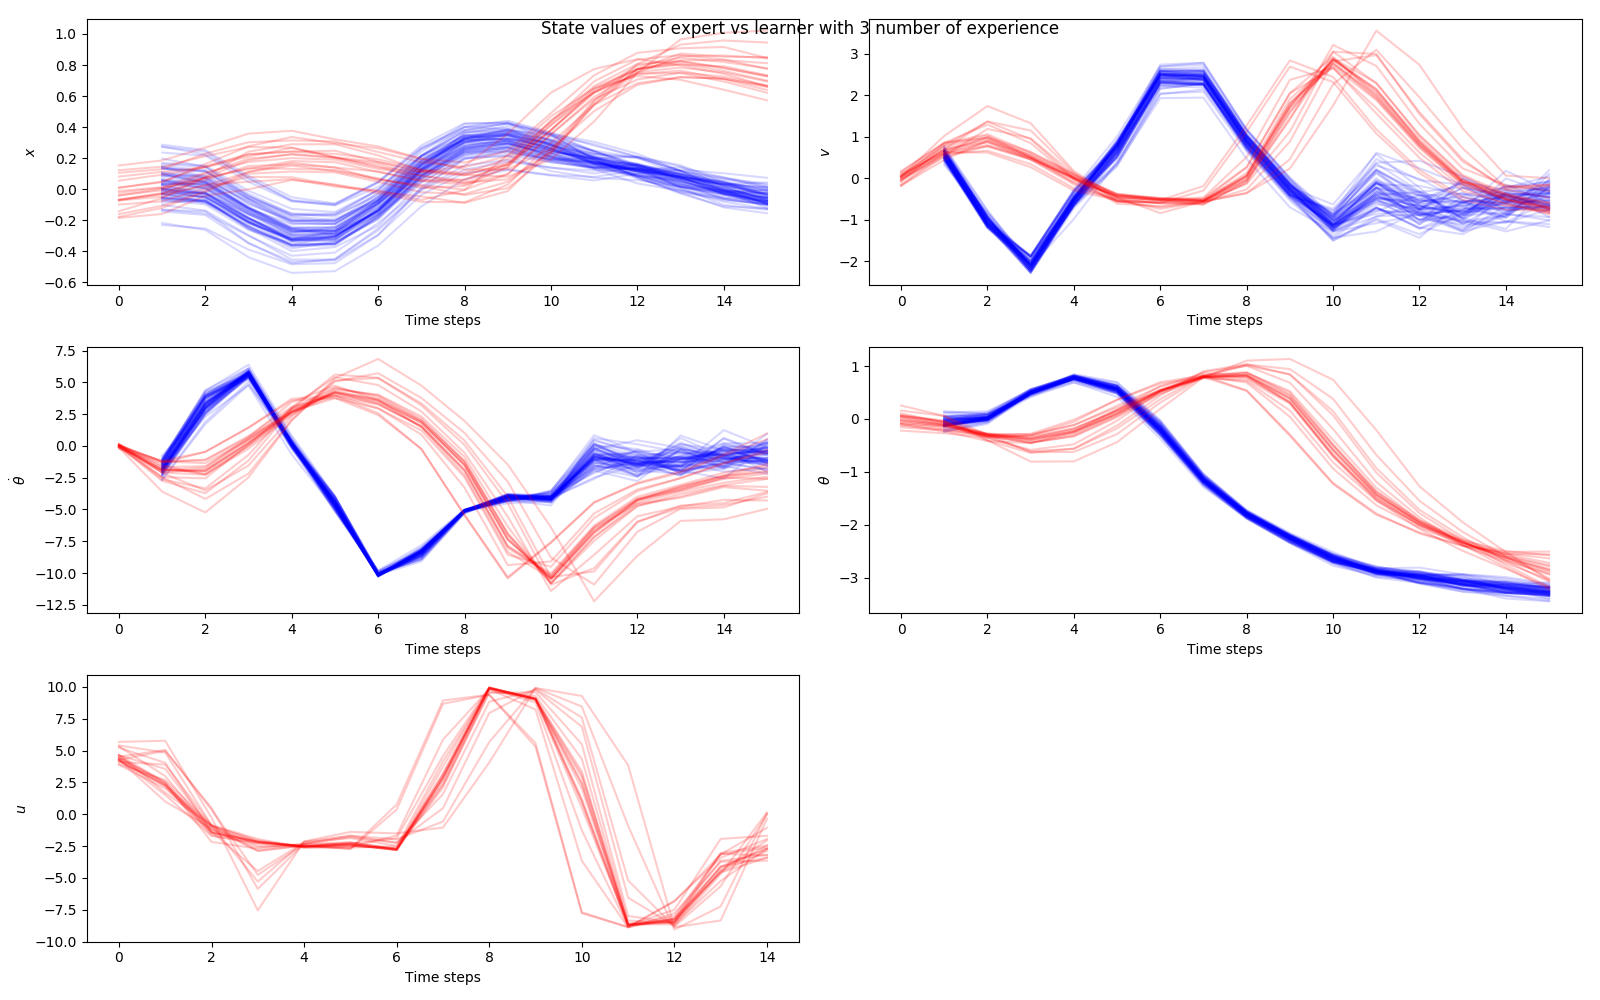 State values of expert vs learner with 3 number of experience
1.0
0.8
0.6
0.4
0.2
0.0
−0.2
−0.4
−0.6
x
0 2 4 6 8 10 12 14
Time steps
3
2
1
0
−1
−2
v
0 2 4 6 8 10 12 14
Time steps
7.5
5.0
2.5
0.0
−2.5
−5.0
−7.5
−10.0
−12.5
θ̇
0 2 4 6 8 10 12 14
Time steps
1
0
−1
−2
−3
θ
0 2 4 6 8 10 12 14
Time steps
10.0
7.5
5.0
2.5
0.0
−2.5
−5.0
−7.5
−10.0
u
0 2 4 6 8 10 12 14
Time steps